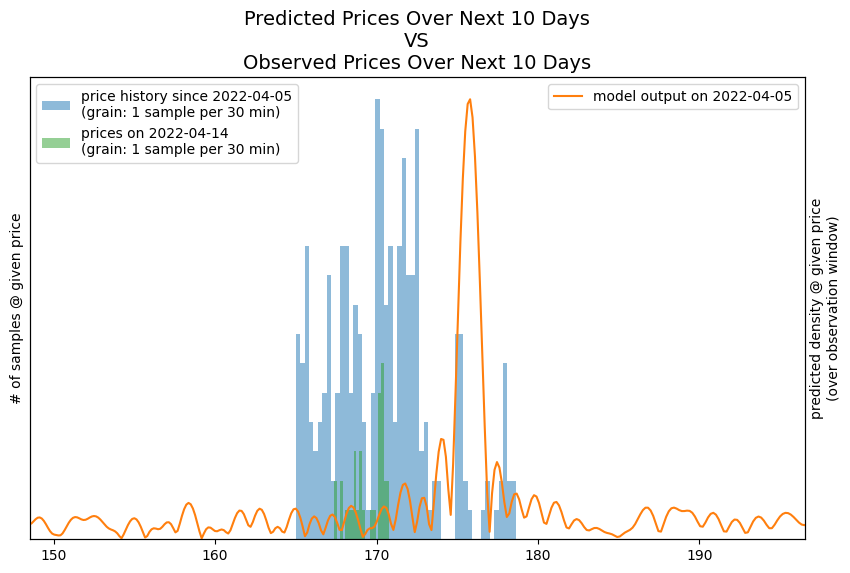 Predicted Prices Over Next 10 Days
VS
Observed Prices Over Next 10 Days
price history since 2022-04-05
(grain: 1 sample per 30 min)
prices on 2022-04-14
(grain: 1 sample per 30 min)
model output on 2022-04-05
# of samples @ given price
predicted density @ given price
(over observation window)
150
160
170
180
190